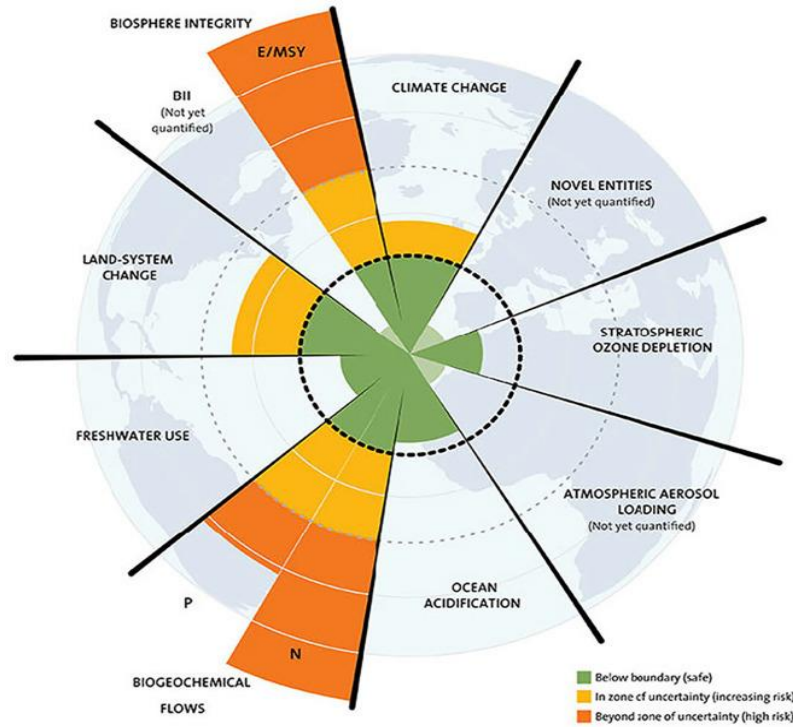 BIOSPHERE INTEGRITY
E/MSY
BII
(Not yet
quantified)
CLIMATE CHANGE
NOVEL ENTITIES
(Not yet quantified)
LAND-SYSTEM
CHANGE
STRATOSPHERIC
OZONE DEPLETION
FRESHWATER USE
ATMOSPHERIC AEROSOL
LOADING
(Not yet quantified)
OCEAN
ACIDIFICATION
P
N
BIOGEOCHEMICAL
FLOWS
Below boundary (safe)
In zone of uncertainty (increasing risk)
Beyond zone of uncertainty (high risk)